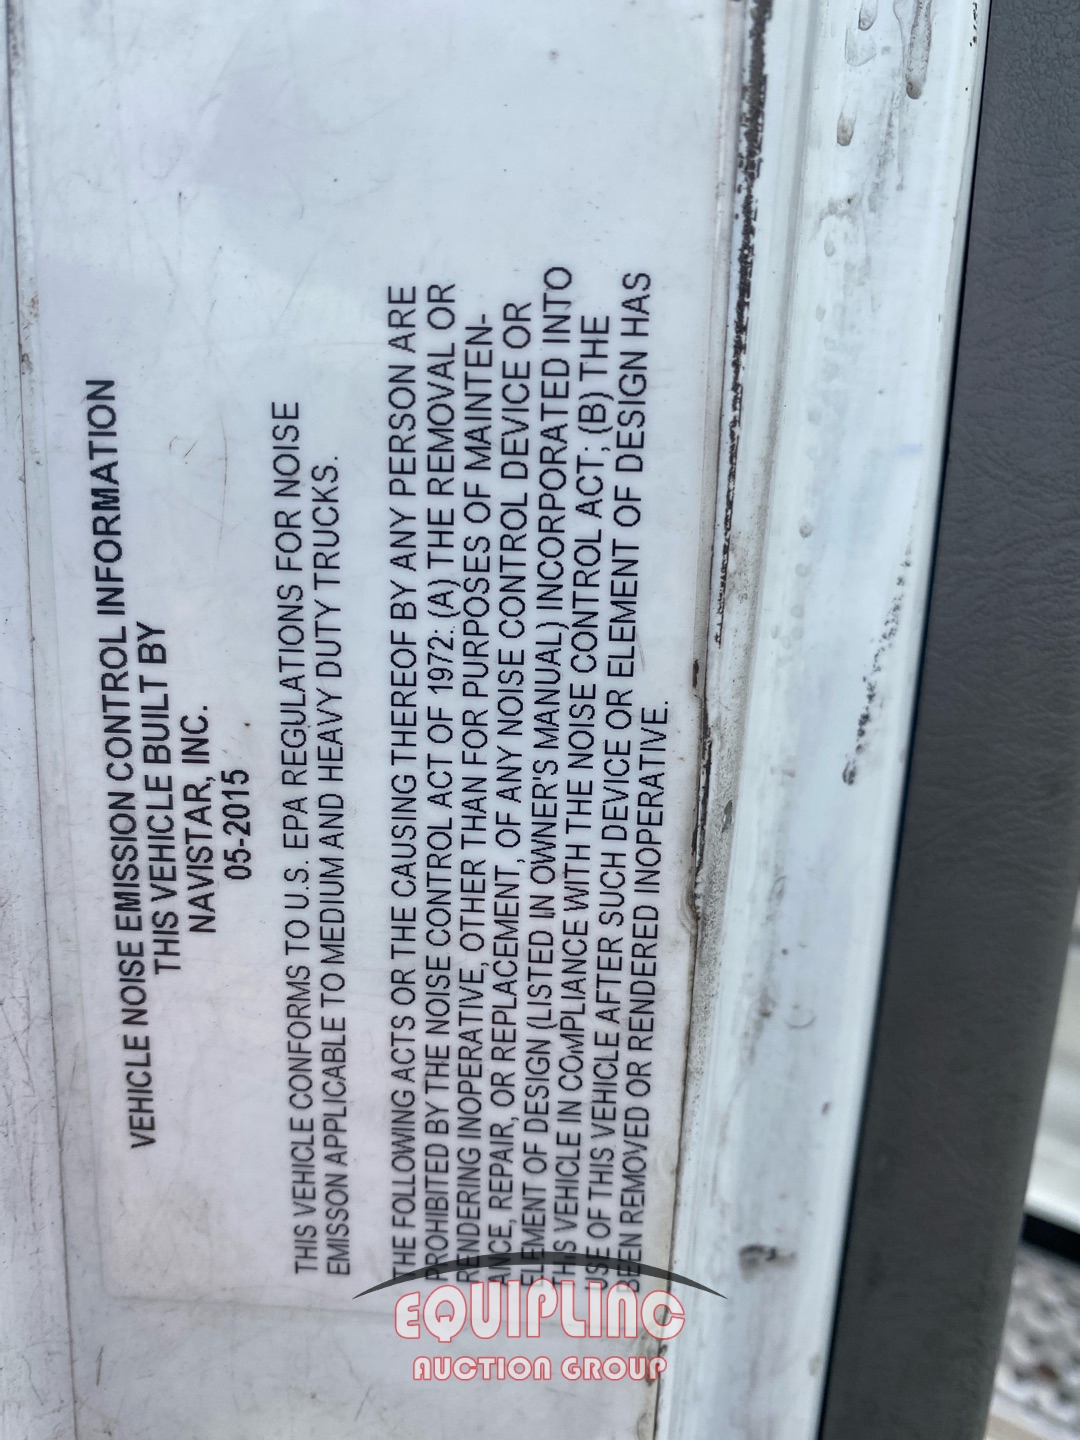 VEHICLE NOISE EMISSION CONTROL INFORMATION
THIS VEHICLE BUILT BY
NAVISTAR, INC.
05-2015
THIS VEHICLE CONFORMS TO U.S. EPA REGULATIONS FOR NOISE
EMISSON APPLICABLE TO MEDIUM AND HEAVY DUTY TRUCKS.
THE FOLLOWING ACTS OR THE CAUSING THEREOF BY ANY PERSON ARE
PROHIBITED BY THE NOISE CONTROL ACT OF 1972: (A) THE REMOVAL OR
RENDERING INOPERATIVE, OTHER THAN FOR PURPOSES OF MAINTEN-
ANCE, REPAIR, OR REPLACEMENT, OF ANY NOISE CONTROL DEVICE OR
ELEMENT OF DESIGN (LISTED IN OWNER'S MANUAL) INCORPORATED INTO
THIS VEHICLE IN COMPLIANCE WITH THE NOISE CONTROL ACT; (B) THE
USE OF THIS VEHICLE AFTER SUCH DEVICE OR ELEMENT OF DESIGN HAS
BEEN REMOVED OR RENDERED INOPERATIVE.
EQUIPLINC
AUCTION GROUP